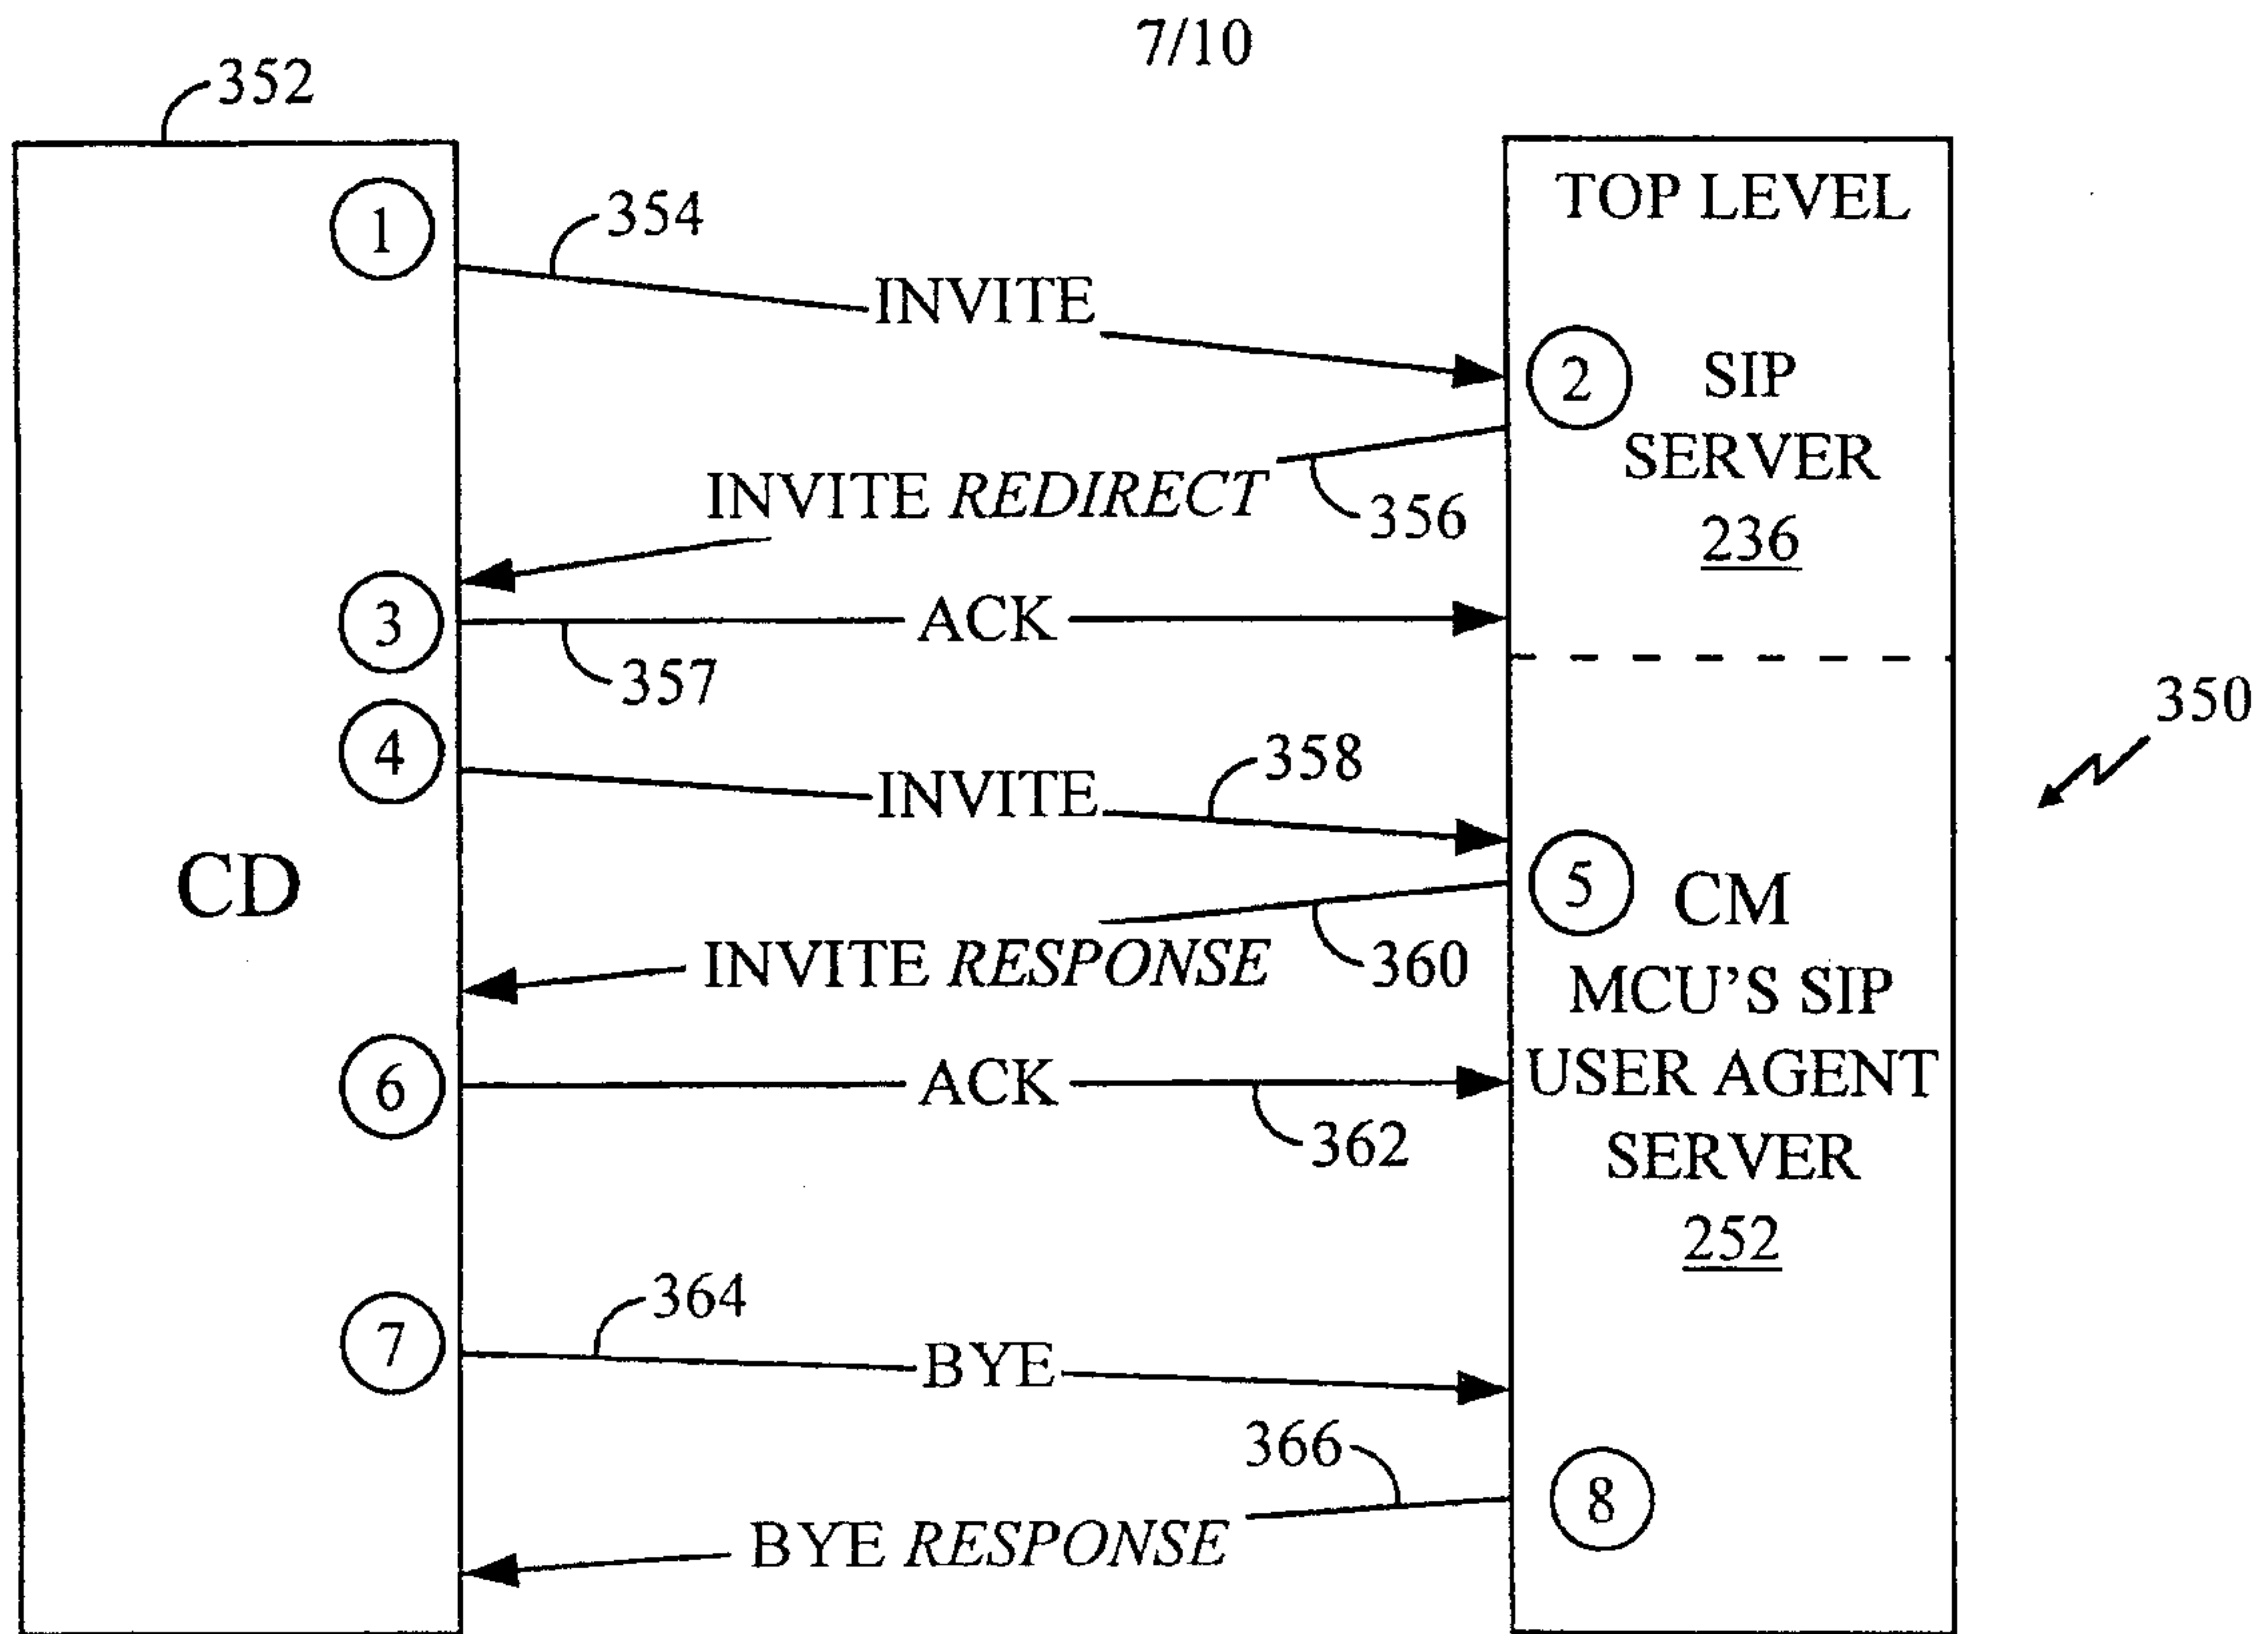 7/10
352
1
354
INVITE
TOP LEVEL
2
SIP
SERVER
236
INVITE REDIRECT
356
3
ACK
357
350
4
INVITE
358
CD
5
CM
MCU'S SIP
USER AGENT
SERVER
252
INVITE RESPONSE
360
6
ACK
362
7
364
BYE
366
8
BYE RESPONSE